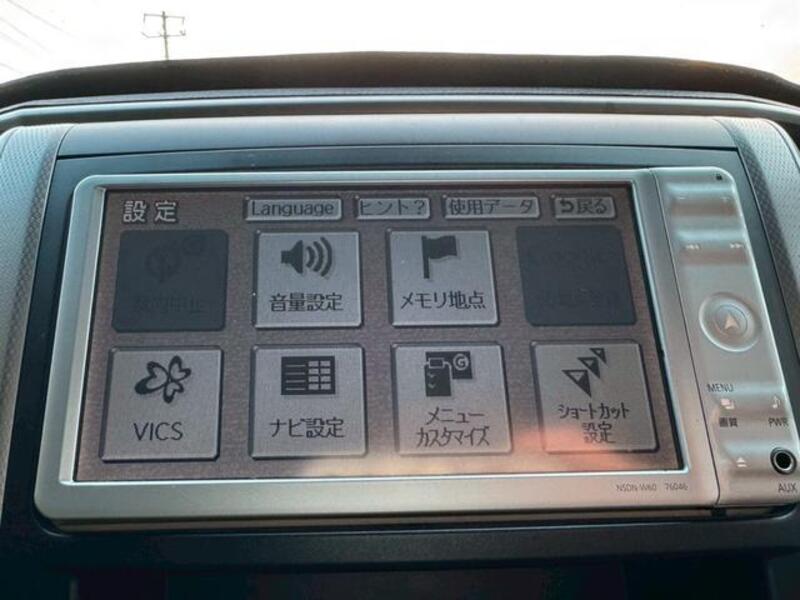 設定
Language
ヒント?
使用データ
戻る
音量設定
メモリ地点
VICS
ナビ設定
メニュー
カスタマイズ
ショートカット
設定
MENU
画質
PWR
AUX
NSDN-W60 76046